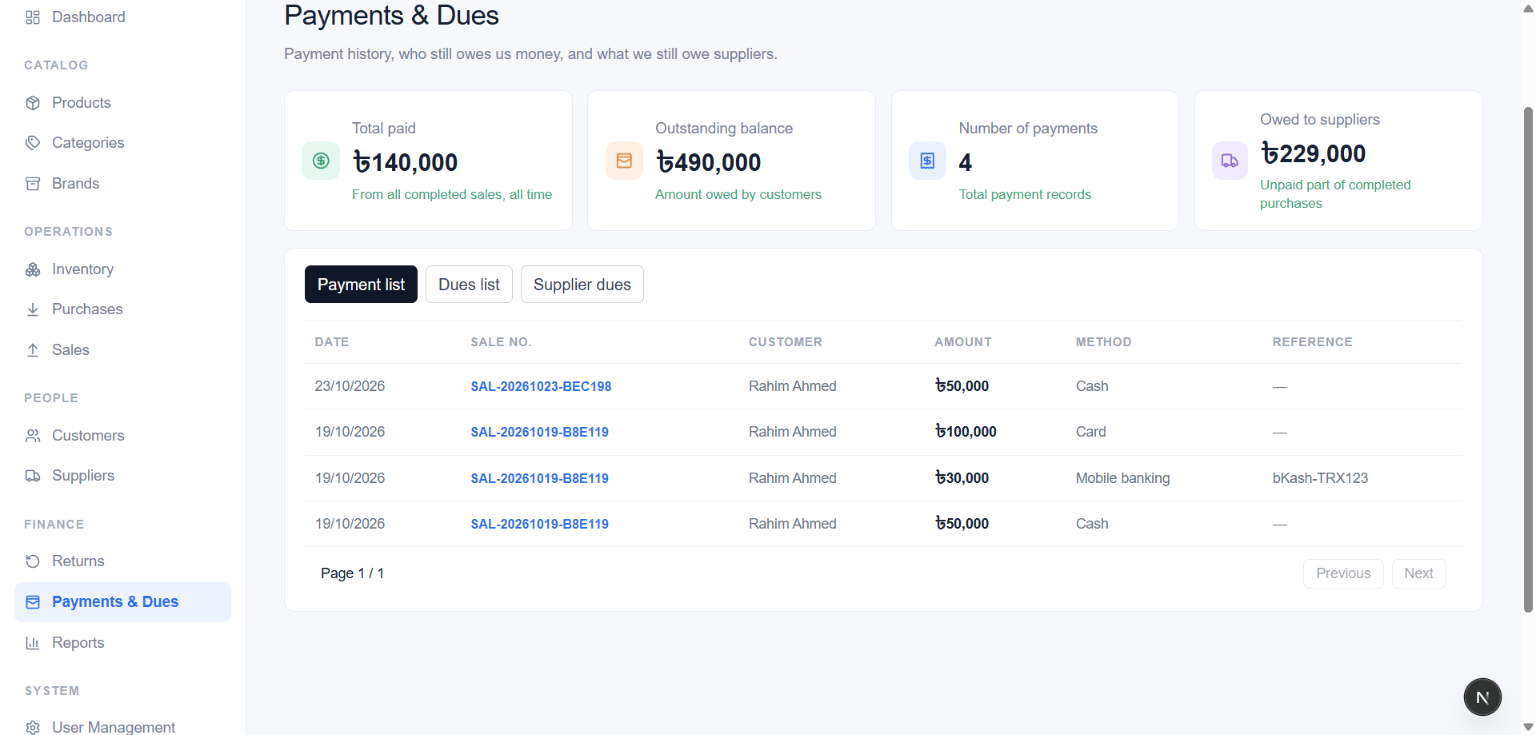 Dashboard
CATALOG
Products
Categories
Brands
OPERATIONS
Inventory
Purchases
Sales
PEOPLE
Customers
Suppliers
FINANCE
Returns
Payments & Dues
Reports
SYSTEM
User Management
Payments & Dues
Payment history, who still owes us money, and what we still owe suppliers.
Total paid
৳140,000
From all completed sales, all time
Outstanding balance
৳490,000
Amount owed by customers
Number of payments
4
Total payment records
Owed to suppliers
৳229,000
Unpaid part of completed
purchases
Payment list Dues list Supplier dues
DATE SALE NO. CUSTOMER AMOUNT METHOD REFERENCE
23/10/2026 SAL-20261023-BEC198 Rahim Ahmed ৳50,000 Cash —
19/10/2026 SAL-20261019-B8E119 Rahim Ahmed ৳100,000 Card —
19/10/2026 SAL-20261019-B8E119 Rahim Ahmed ৳30,000 Mobile banking bKash-TRX123
19/10/2026 SAL-20261019-B8E119 Rahim Ahmed ৳50,000 Cash —
Page 1 / 1 Previous Next
N